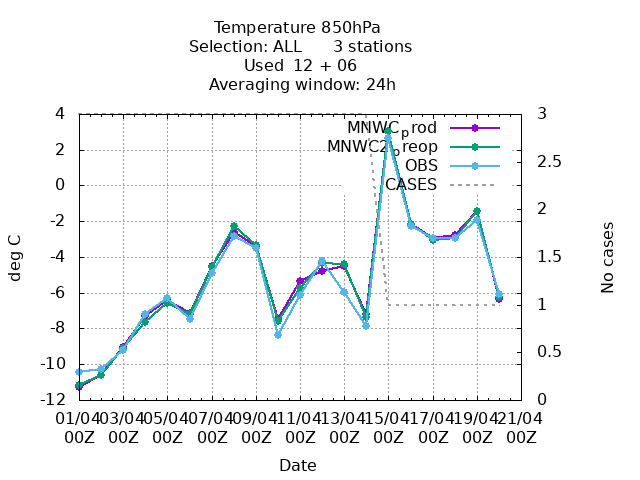 Temperature 850hPa
Selection: ALL 3 stations
Used 12 + 06
Averaging window: 24h
MNWC_prod
MNWC2_preop
OBS
CASES
4
2
0
-2
-4
-6
-8
-10
-12
deg C
3
2.5
2
1.5
1
0.5
0
No cases
01/04 03/04 05/04 07/04 09/04 11/04 13/04 15/04 17/04 19/04 21/04
00Z 00Z 00Z 00Z 00Z 00Z 00Z 00Z 00Z 00Z 00Z
Date